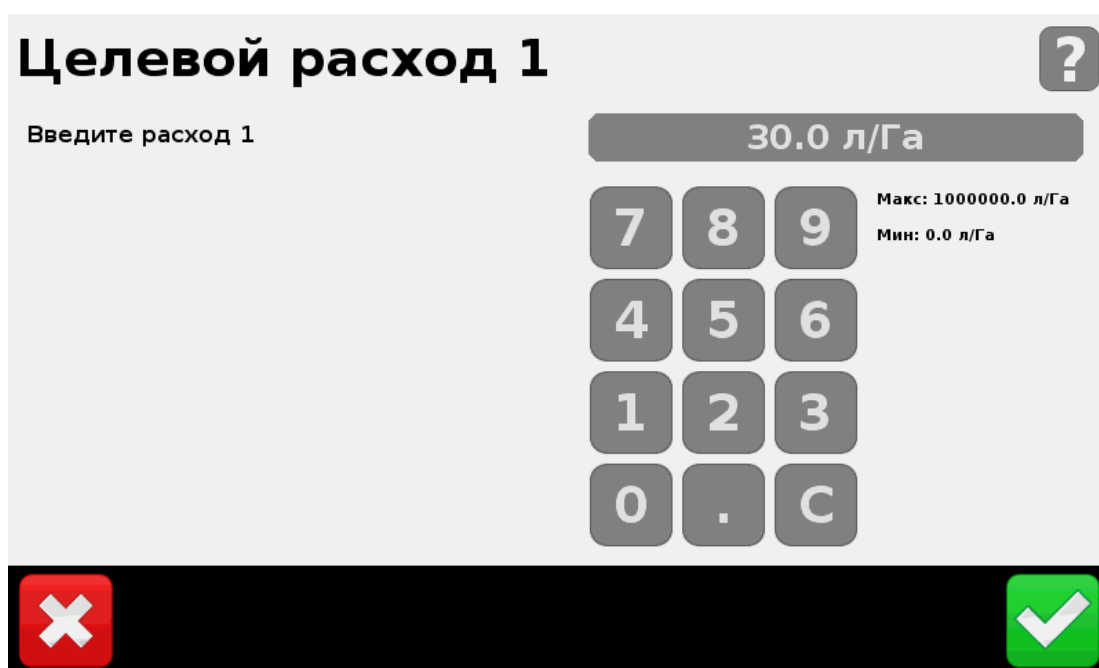 Целевой расход 1
?
Введите расход 1
30.0 л/Га
7 8 9
Макс: 1000000.0 л/Га
Мин: 0.0 л/Га
4 5 6
1 2 3
0 . C